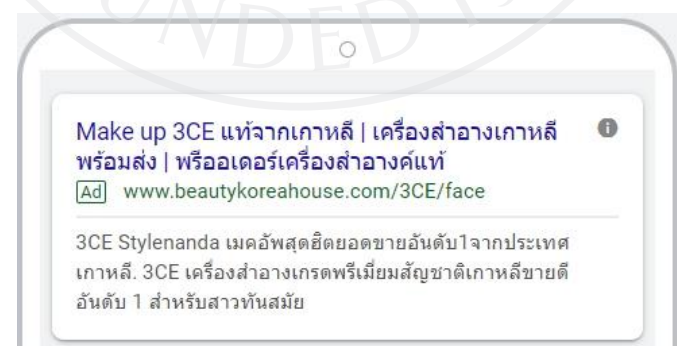 NDED
Make up 3CE แท้จากเกาหลี | เครื่องสำอางเกาหลี
พร้อมส่ง | พรีออเดอร์เครื่องสำอางค์แท้
Ad www.beautykoreahouse.com/3CE/face
3CE Stylenanda เมคอัพสุดฮิตยอดขายอันดับ1จากประเทศ
เกาหลี. 3CE เครื่องสำอางเกรดพรีเมี่ยมสัญชาติเกาหลีขายดี
อันดับ 1 สำหรับสาวทันสมัย